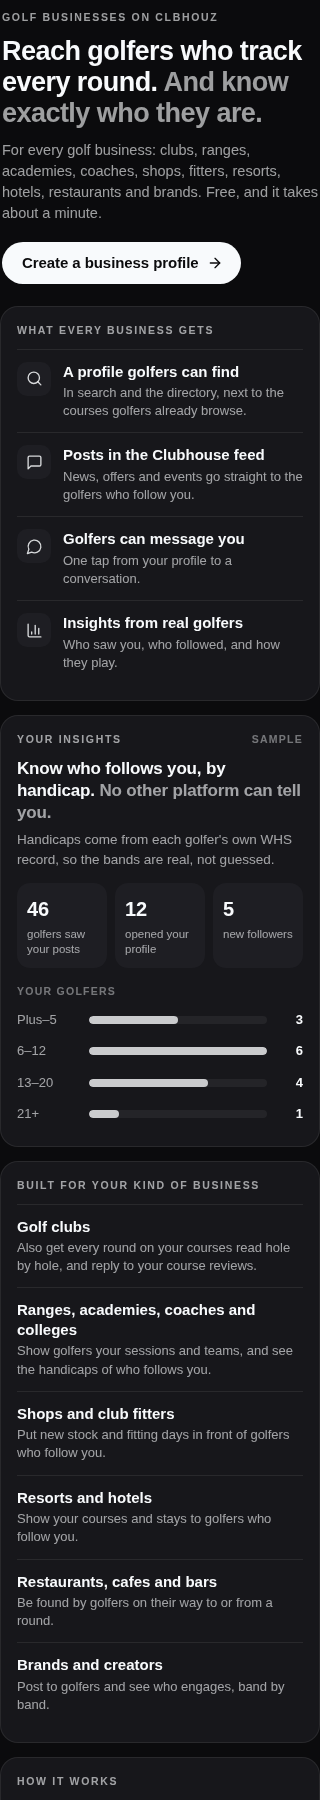 GOLF BUSINESSES ON CLBHOUZ
Reach golfers who track
every round. And know
exactly who they are.
For every golf business: clubs, ranges,
academies, coaches, shops, fitters, resorts,
hotels, restaurants and brands. Free, and it takes
about a minute.
Create a business profile →
WHAT EVERY BUSINESS GETS
A profile golfers can find
In search and the directory, next to the
courses golfers already browse.
Posts in the Clubhouse feed
News, offers and events go straight to the
golfers who follow you.
Golfers can message you
One tap from your profile to a
conversation.
Insights from real golfers
Who saw you, who followed, and how
they play.
YOUR INSIGHTS SAMPLE
Know who follows you, by
handicap. No other platform can tell
you.
Handicaps come from each golfer's own WHS
record, so the bands are real, not guessed.
46 12 5
golfers saw opened your new followers
your posts profile
YOUR GOLFERS
Plus–5 3
6–12 6
13–20 4
21+ 1
BUILT FOR YOUR KIND OF BUSINESS
Golf clubs
Also get every round on your courses read hole
by hole, and reply to your course reviews.
Ranges, academies, coaches and
colleges
Show golfers your sessions and teams, and see
the handicaps of who follows you.
Shops and club fitters
Put new stock and fitting days in front of golfers
who follow you.
Resorts and hotels
Show your courses and stays to golfers who
follow you.
Restaurants, cafes and bars
Be found by golfers on their way to or from a
round.
Brands and creators
Post to golfers and see who engages, band by
band.
HOW IT WORKS